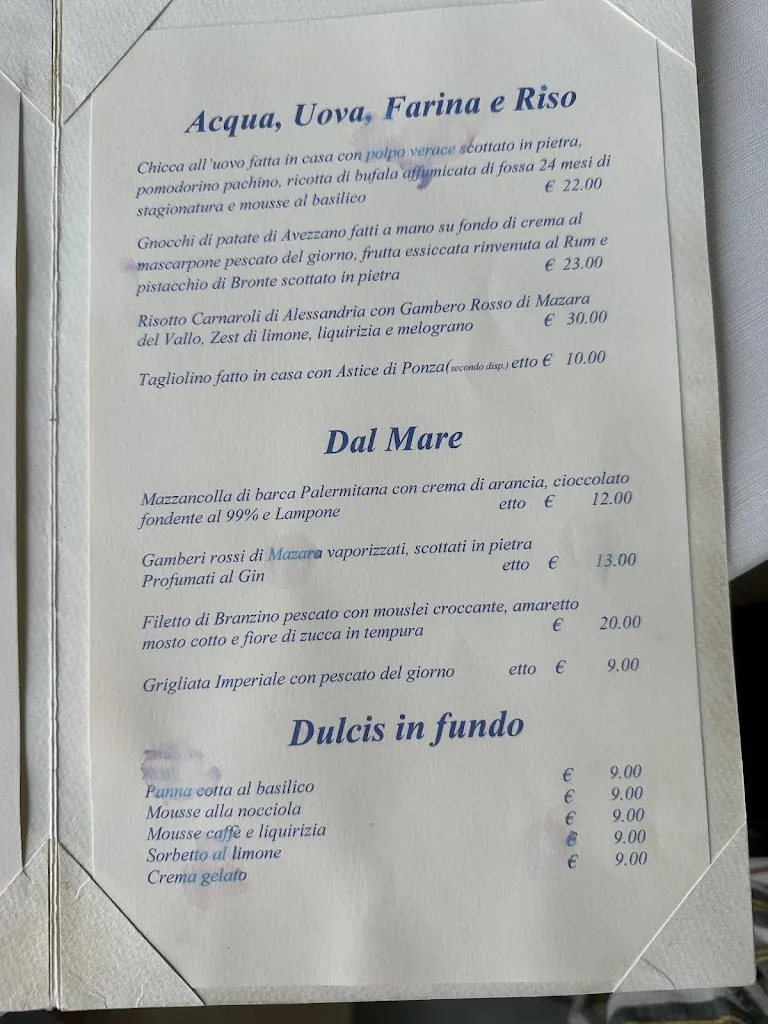 Acqua, Uova, Farina e Riso
Chicca all'uovo fatta in casa con polpo verace scottato in pietra,
pomodorino pachino, ricotta di bufala affumicata di fossa 24 mesi di
stagionatura e mousse al basilico € 22.00
Gnocchi di patate di Avezzano fatti a mano su fondo di crema al
mascarpone pescato del giorno, frutta essiccata rinvenuta al Rum e
pistacchio di Bronte scottato in pietra € 23.00
Risotto Carnaroli di Alessandria con Gambero Rosso di Mazara
del Vallo, Zest di limone, liquirizia e melograno € 30.00
Tagliolino fatto in casa con Astice di Ponza(secondo disp.) etto € 10.00
Dal Mare
Mazzancolla di barca Palermitana con crema di arancia, cioccolato
fondente al 99% e Lampone etto € 12.00
Gamberi rossi di Mazara vaporizzati, scottati in pietra
Profumati al Gin etto € 13.00
Filetto di Branzino pescato con mouslei croccante, amaretto
mosto cotto e fiore di zucca in tempura € 20.00
Grigliata Imperiale con pescato del giorno etto € 9.00
Dulcis in fundo
Panna cotta al basilico € 9.00
Mousse alla nocciola € 9.00
Mousse caffè e liquirizia € 9.00
Sorbetto al limone € 9.00
Crema gelato € 9.00